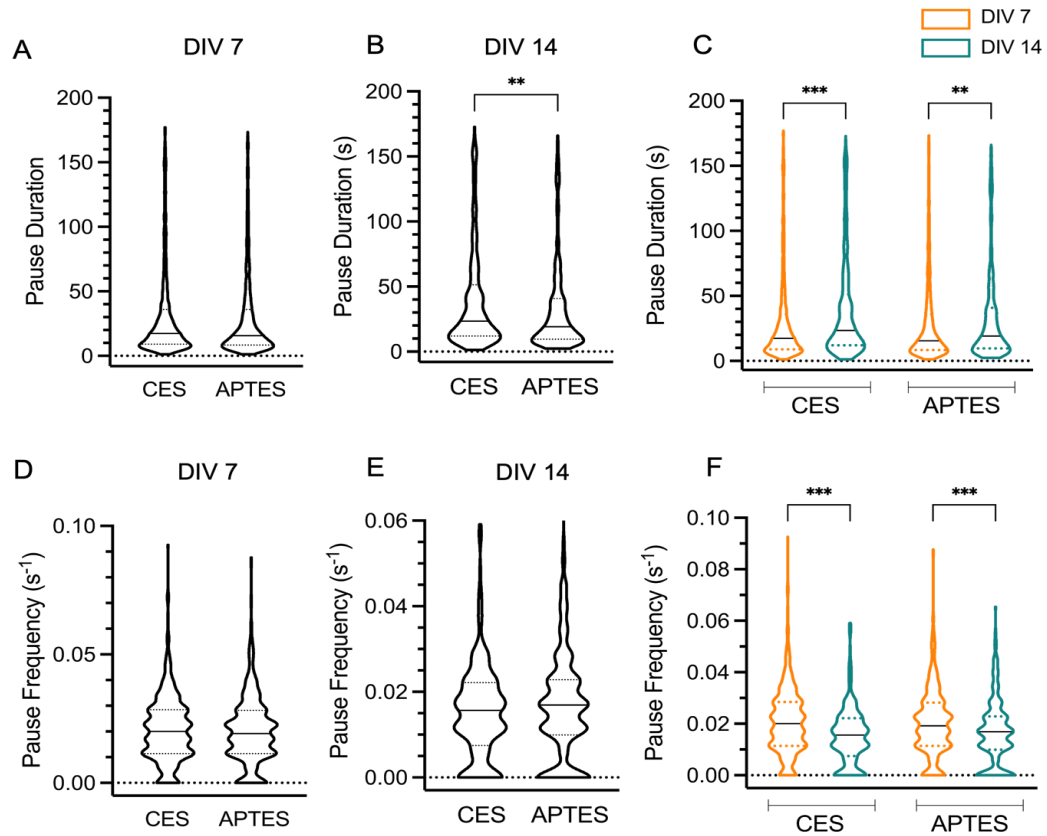 DIV 7
DIV 14
A
DIV 7
B
DIV 14
C
Pause Duration
200
150
100
50
0
CES
APTES
Pause Duration (s)
200
150
100
50
0
**
CES
APTES
Pause Duration (s)
200
150
100
50
0
***
**
CES
APTES
D
DIV 7
E
DIV 14
F
Pause Frequency (s-1)
0.10
0.05
0.00
CES
APTES
Pause Frequency (s-1)
0.06
0.04
0.02
0.00
CES
APTES
Pause Frequency (s-1)
0.10
0.08
0.06
0.04
0.02
0.00
***
***
CES
APTES